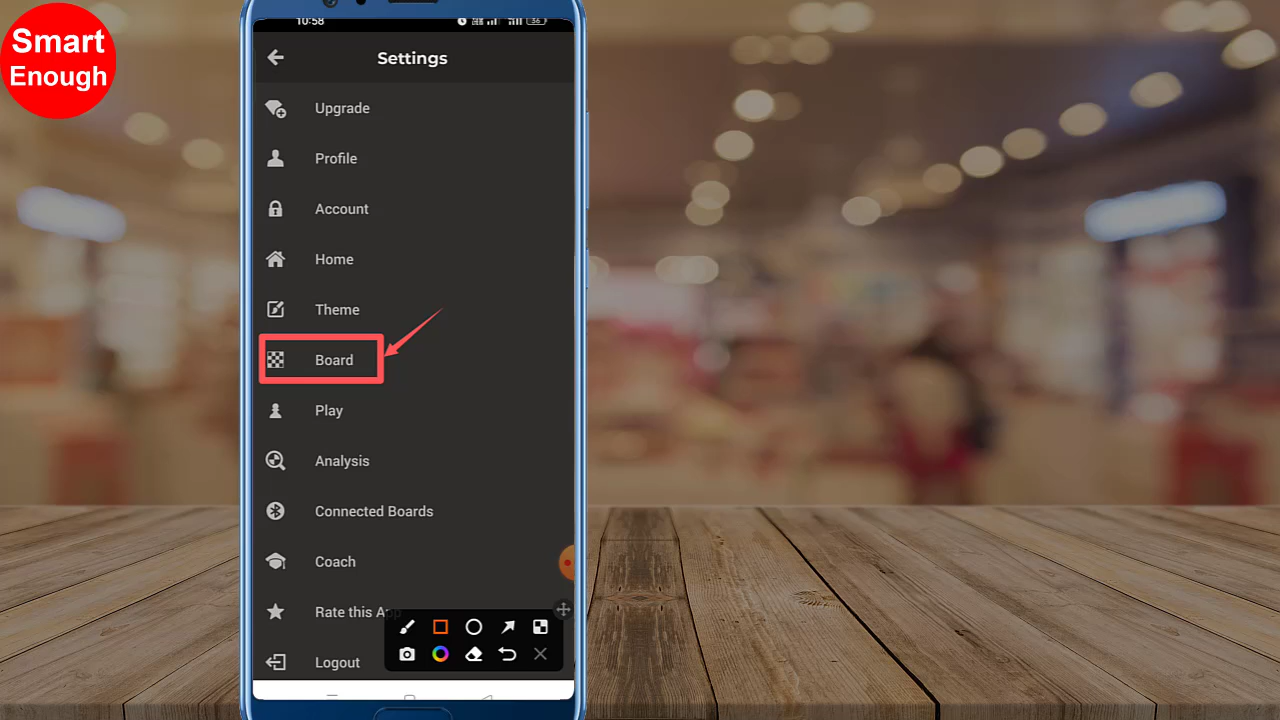 Smart
Enough
10:58
36
Settings
Upgrade
Profile
Account
Home
Theme
Board
Play
Analysis
Connected Boards
Coach
Rate this App
Logout